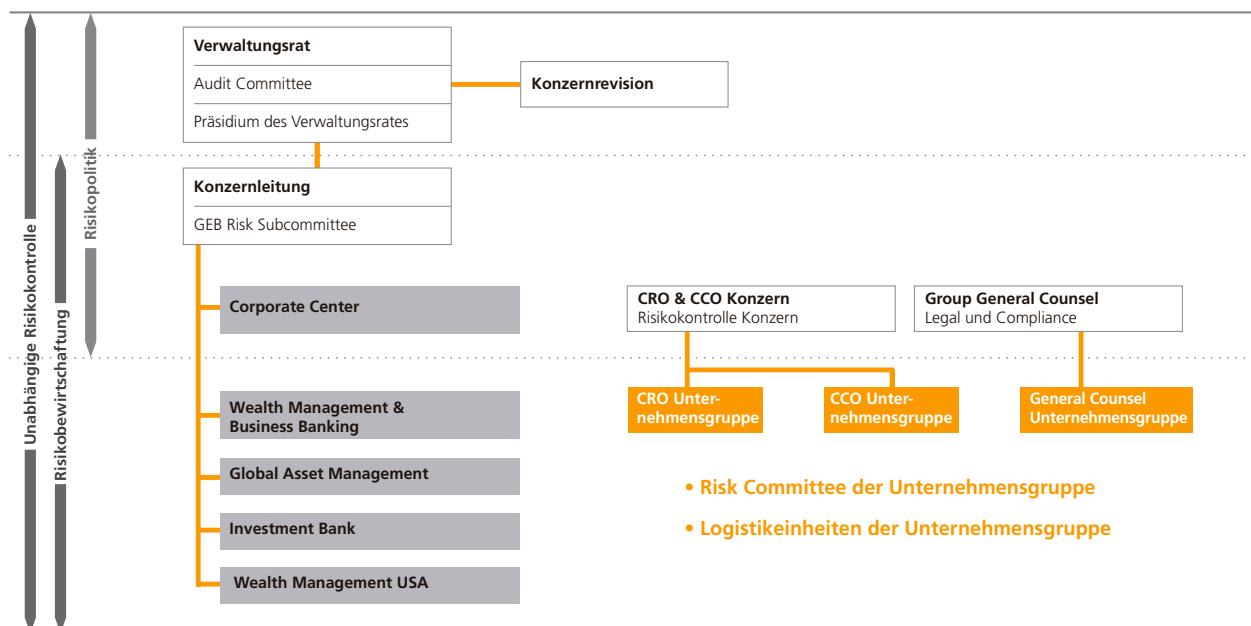 Unabhängige Risikokontrolle
Risikobewirtschaftung
Risikopolitik
Verwaltungsrat
Audit Committee
Präsidium des Verwaltungsrates
Konzernrevision
Konzernleitung
GEB Risk Subcommittee
Corporate Center
CRO & CCO Konzern
Risikokontrolle Konzern
Group General Counsel
Legal und Compliance
Wealth Management &
Business Banking
CRO Unter-
nehmensgruppe
CCO Unter-
nehmensgruppe
General Counsel
Unternehmensgruppe
Global Asset Management
Investment Bank
Wealth Management USA
• Risk Committee der Unternehmensgruppe
• Logistikeinheiten der Unternehmensgruppe